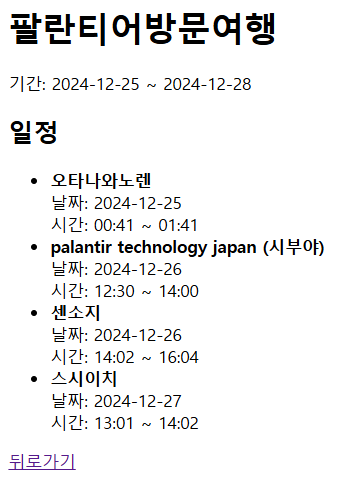 팔란티어방문여행
기간: 2024-12-25 ~ 2024-12-28
일정
오타나와노렌
날짜: 2024-12-25
시간: 00:41 ~ 01:41
palantir technology japan (시부야)
날짜: 2024-12-26
시간: 12:30 ~ 14:00
센소지
날짜: 2024-12-26
시간: 14:02 ~ 16:04
스시이치
날짜: 2024-12-27
시간: 13:01 ~ 14:02
뒤로가기